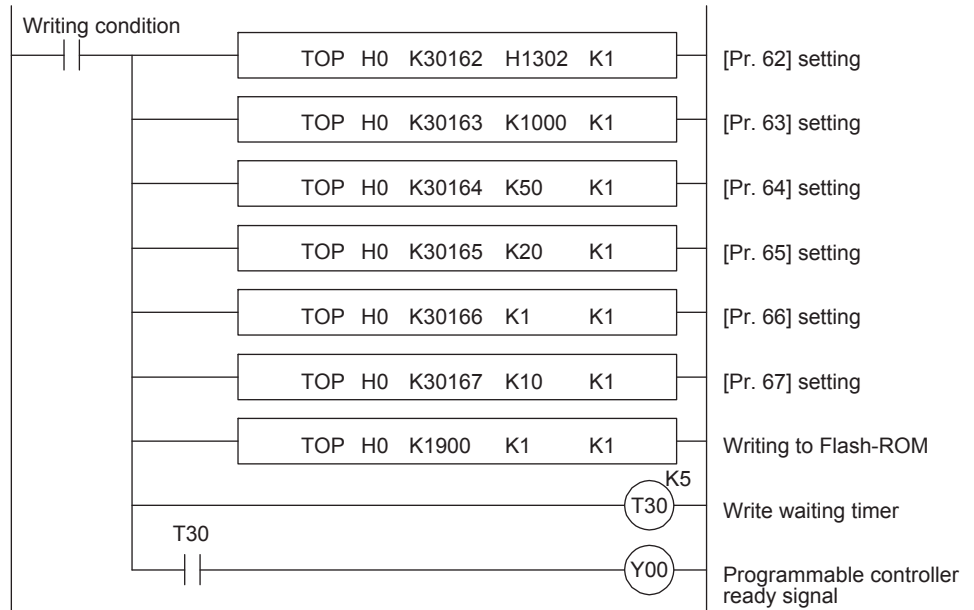 Writing condition
TOP H0 K30162 H1302 K1 [Pr. 62] setting
TOP H0 K30163 K1000 K1 [Pr. 63] setting
TOP H0 K30164 K50 K1 [Pr. 64] setting
TOP H0 K30165 K20 K1 [Pr. 65] setting
TOP H0 K30166 K1 K1 [Pr. 66] setting
TOP H0 K30167 K10 K1 [Pr. 67] setting
TOP H0 K1900 K1 K1 Writing to Flash-ROM
K5
T30 Write waiting timer
T30
Y00 Programmable controller
ready signal